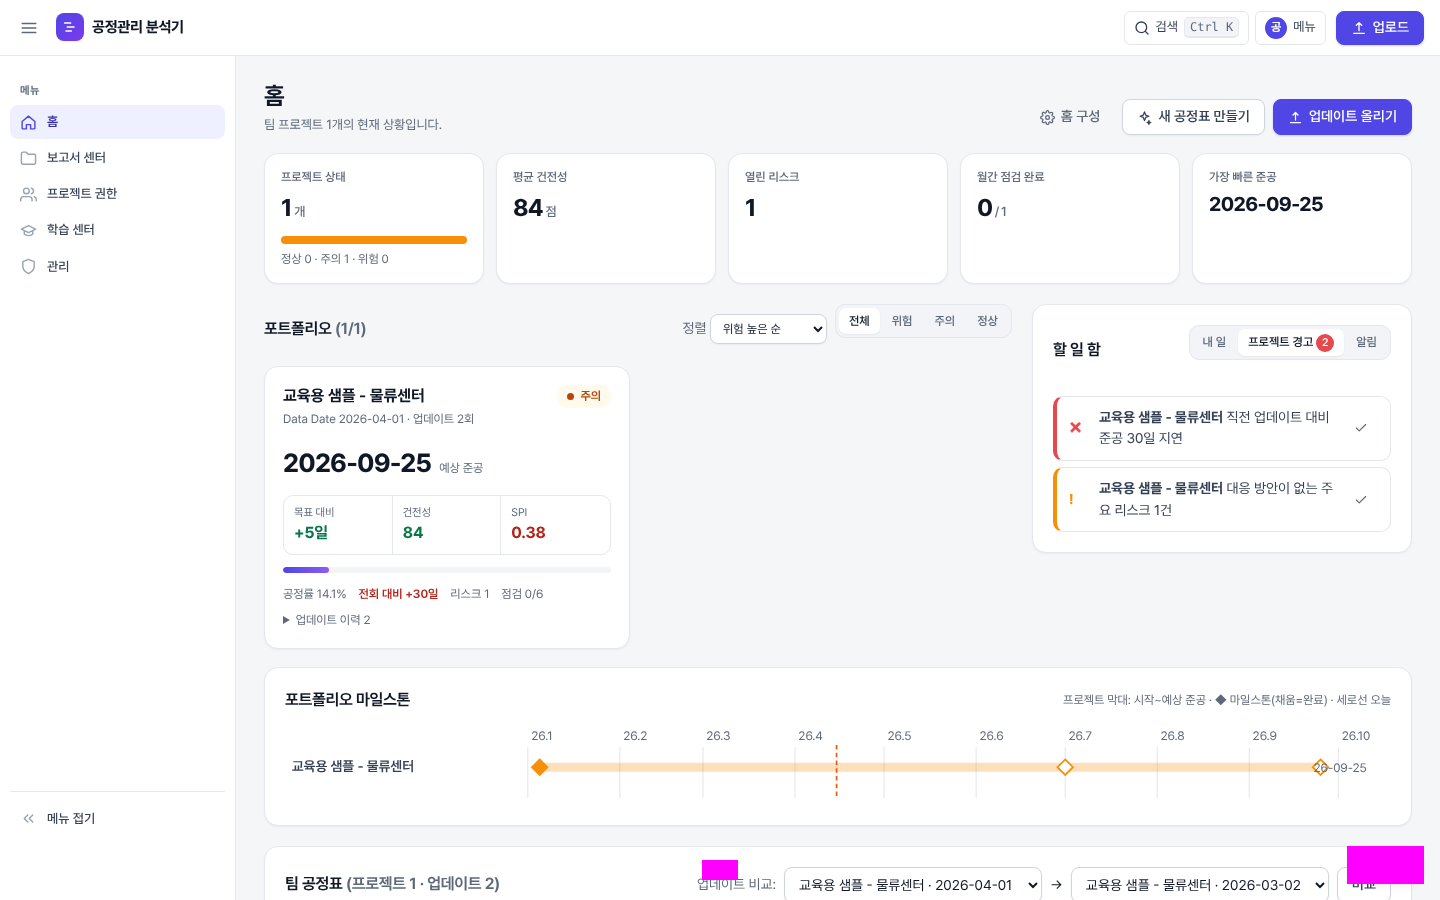 공정관리 분석기
검색 Ctrl K
공 메뉴
업로드
메뉴
홈
보고서 센터
프로젝트 권한
학습 센터
관리
메뉴 접기
홈
팀 프로젝트 1개의 현재 상황입니다.
홈 구성
새 공정표 만들기
업데이트 올리기
프로젝트 상태
1개
정상 0 · 주의 1 · 위험 0
평균 건전성
84점
열린 리스크
1
월간 점검 완료
0/1
가장 빠른 준공
2026-09-25
포트폴리오 (1/1)
정렬 위험 높은 순
전체 위험 주의 정상
교육용 샘플 - 물류센터
주의
Data Date 2026-04-01 · 업데이트 2회
2026-09-25 예상 준공
목표 대비
+5일
건전성
84
SPI
0.38
공정률 14.1% 전회 대비 +30일 리스크 1 점검 0/6
업데이트 이력 2
할 일 함
내 일 프로젝트 경고 2 알림
교육용 샘플 - 물류센터 직전 업데이트 대비
준공 30일 지연
교육용 샘플 - 물류센터 대응 방안이 없는 주
요 리스크 1건
포트폴리오 마일스톤
프로젝트 막대: 시작~예상 준공 · ◆ 마일스톤(채움=완료) · 세로선 오늘
26.1 26.2 26.3 26.4 26.5 26.6 26.7 26.8 26.9 26.10
교육용 샘플 - 물류센터
26-09-25
팀 공정표 (프로젝트 1 · 업데이트 2)
업데이트 비교:
교육용 샘플 - 물류센터 · 2026-04-01 → 교육용 샘플 - 물류센터 · 2026-03-02